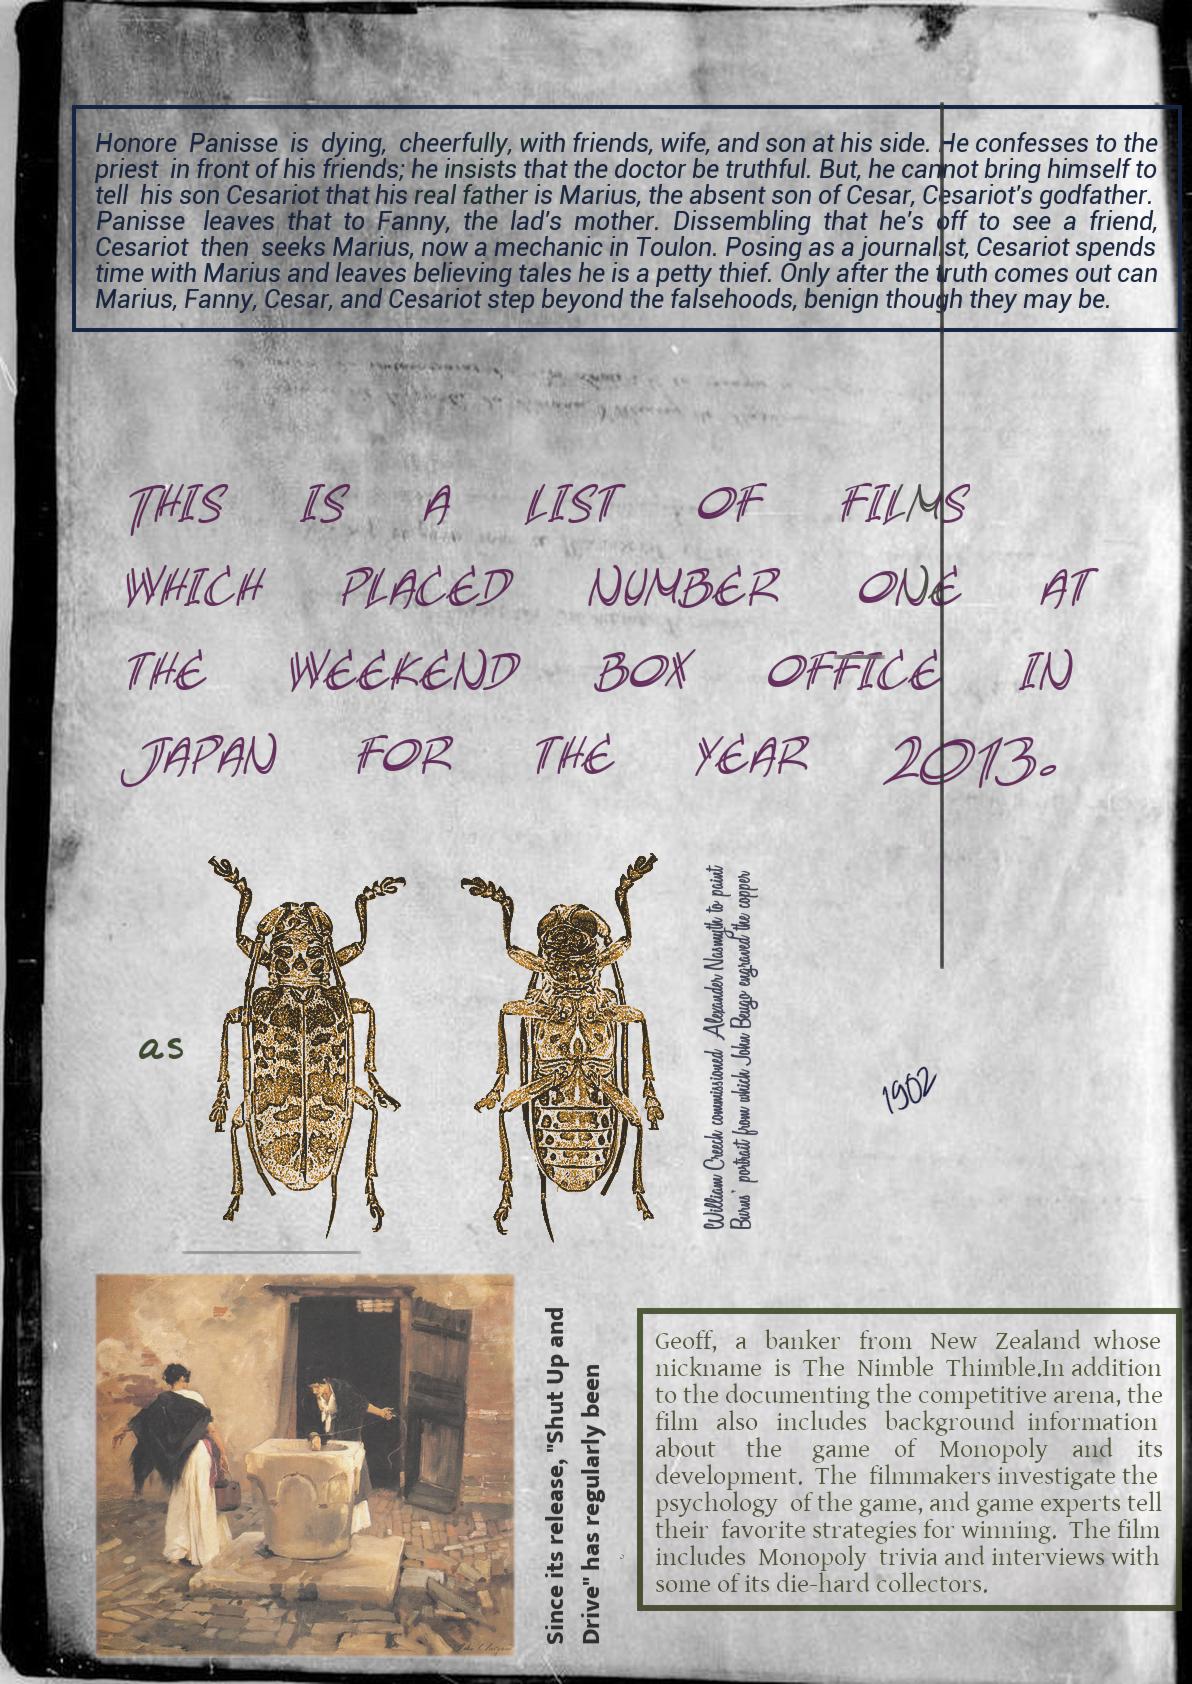 Honore Panisse is dying, cheerfully, with friends, wife, and son at his side. He confesses to the
priest in front of his friends; he insists that the doctor be truthful. But, he cannot bring himself to
tell his son Cesariot that his real father is Marius, the absent son of Cesar, Cesariot's godfather.
Panisse leaves that to Fanny, the lad's mother. Dissembling that he's off to see a friend,
Cesariot then seeks Marius, now a mechanic in Toulon. Posing as a journalist, Cesariot spends
time with Marius and leaves believing tales he is a petty thief. Only after the truth comes out can
Marius, Fanny, Cesar, and Cesariot step beyond the falsehoods, benign though they may be.
THIS IS A LIST OF FILMS
WHICH PLACED NUMBER ONE AT
THE WEEKEND BOX OFFICE IN
JAPAN FOR THE YEAR 2013.
as
William Creech commissioned Alexander Nasmyth to paint
Burns' portrait from which John Beugo engraved the copper
1902
Since its release, "Shut Up and
Drive" has regularly been
Geoff, a banker from New Zealand whose
nickname is The Nimble Thimble.In addition
to the documenting the competitive arena, the
film also includes background information
about the game of Monopoly and its
development. The filmmakers investigate the
psychology of the game, and game experts tell
their favorite strategies for winning. The film
includes Monopoly trivia and interviews with
some of its die-hard collectors.